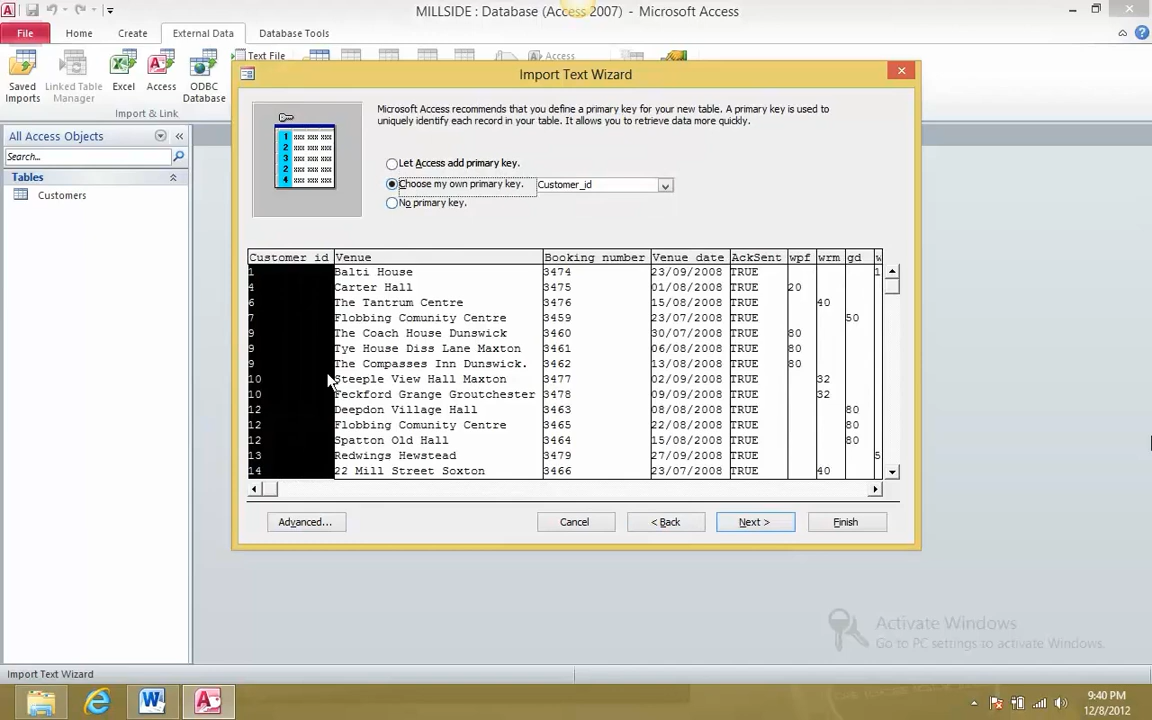 MILLSIDE : Database (Access 2007) - Microsoft Access
File Home Create External Data Database Tools
Saved Imports
Linked Table Manager
Excel
Access
ODBC Database
Text File
Access
Import & Link
All Access Objects
Search...
Tables
Customers
Import Text Wizard
Microsoft Access recommends that you define a primary key for your new table. A primary key is used to
uniquely identify each record in your table. It allows you to retrieve data more quickly.
Let Access add primary key.
Choose my own primary key. Customer_id
No primary key.
Customer id Venue Booking number Venue date AckSent wpf wrm gd w
1 Balti House 3474 23/09/2008 TRUE 1
4 Carter Hall 3475 01/08/2008 TRUE 20
6 The Tantrum Centre 3476 15/08/2008 TRUE 40
7 Flobbing Comunity Centre 3459 23/07/2008 TRUE 50
9 The Coach House Dunswick 3460 30/07/2008 TRUE 80
9 Tye House Diss Lane Maxton 3461 06/08/2008 TRUE 80
9 The Compasses Inn Dunswick. 3462 13/08/2008 TRUE 80
10 Steeple View Hall Maxton 3477 02/09/2008 TRUE 32
10 Feckford Grange Groutchester 3478 09/09/2008 TRUE 32
12 Deepdon Village Hall 3463 08/08/2008 TRUE 80
12 Flobbing Comunity Centre 3465 22/08/2008 TRUE 80
12 Spatton Old Hall 3464 15/08/2008 TRUE 80
13 Redwings Hewstead 3479 27/09/2008 TRUE 5
14 22 Mill Street Soxton 3466 23/07/2008 TRUE 40
Advanced... Cancel < Back Next > Finish
Activate Windows
Go to PC settings to activate Windows.
Import Text Wizard
9:40 PM
12/8/2012